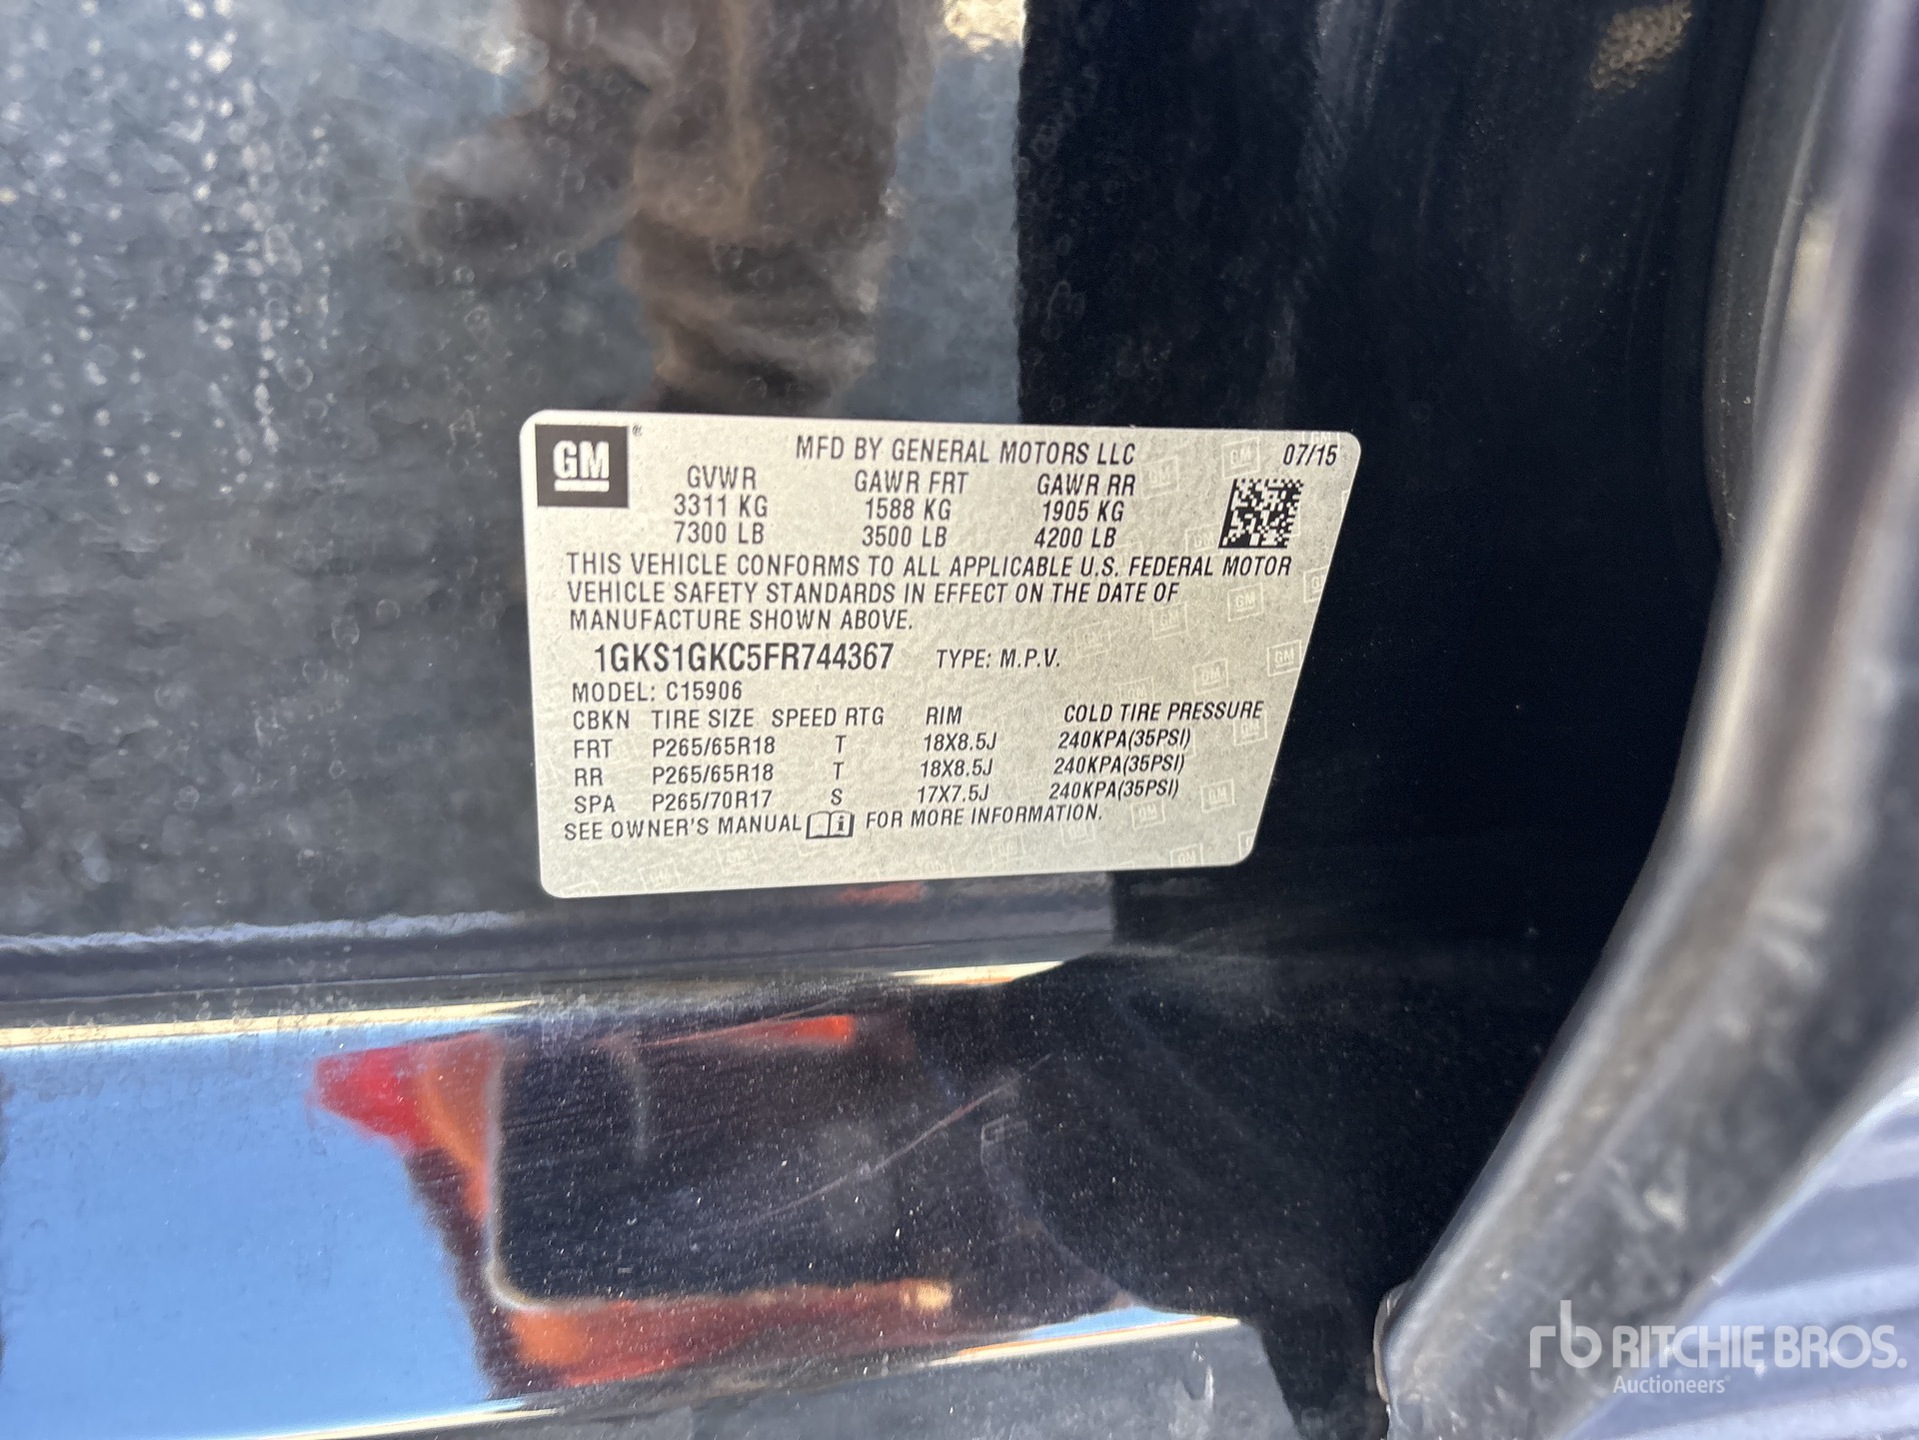 GM ® MFD BY GENERAL MOTORS LLC 07/15
GVWR GAWR FRT GAWR RR
3311 KG 1588 KG 1905 KG
7300 LB 3500 LB 4200 LB
THIS VEHICLE CONFORMS TO ALL APPLICABLE U.S. FEDERAL MOTOR
VEHICLE SAFETY STANDARDS IN EFFECT ON THE DATE OF
MANUFACTURE SHOWN ABOVE.
1GKS1GKC5FR744367 TYPE: M.P.V.
MODEL: C15906
CBKN TIRE SIZE SPEED RTG RIM COLD TIRE PRESSURE
FRT P265/65R18 T 18X8.5J 240KPA(35PSI)
RR P265/65R18 T 18X8.5J 240KPA(35PSI)
SPA P265/70R17 S 17X7.5J 240KPA(35PSI)
SEE OWNER'S MANUAL i FOR MORE INFORMATION.
rb RITCHIE BROS.
Auctioneers